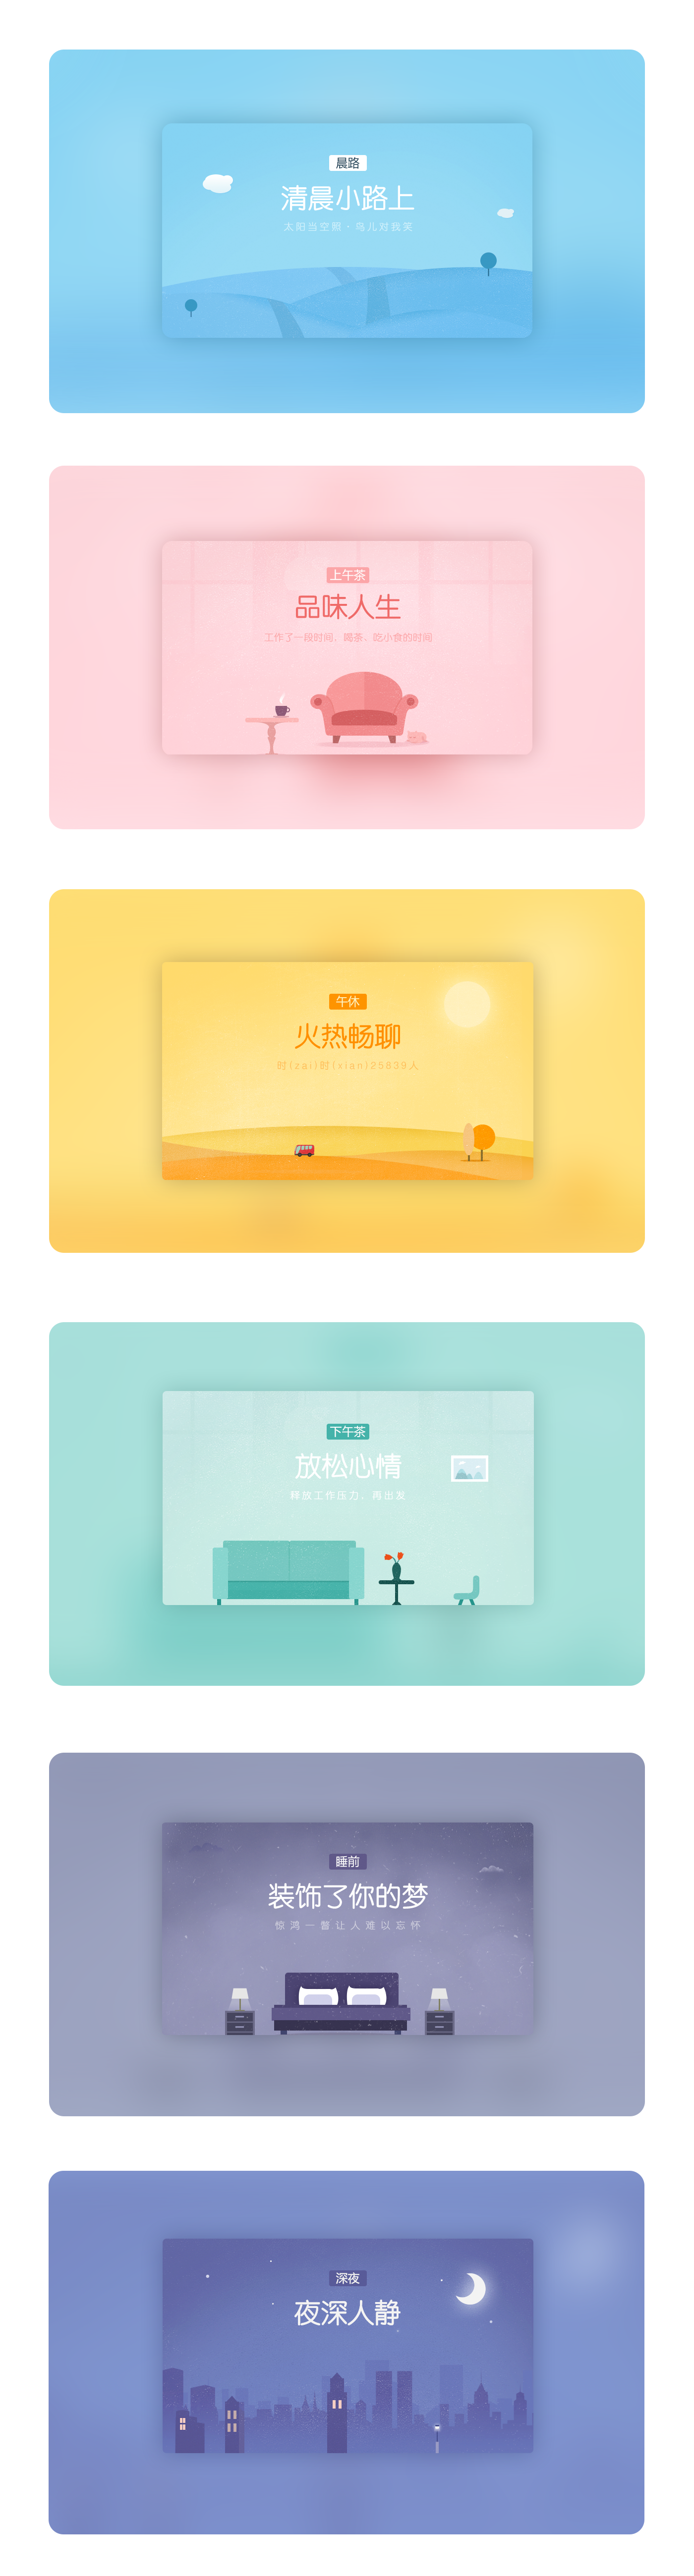 晨路
清晨小路上
太阳当空照·鸟儿对我笑
上午茶
品味人生
工作了一段时间，喝茶、吃小食的时间
午休
火热畅聊
时(zai)时(xian)25639人
下午茶
放松心情
释放工作压力，再出发
睡前
装饰了你的梦
惊鸿一瞥让人难以忘怀
深夜
夜深人静